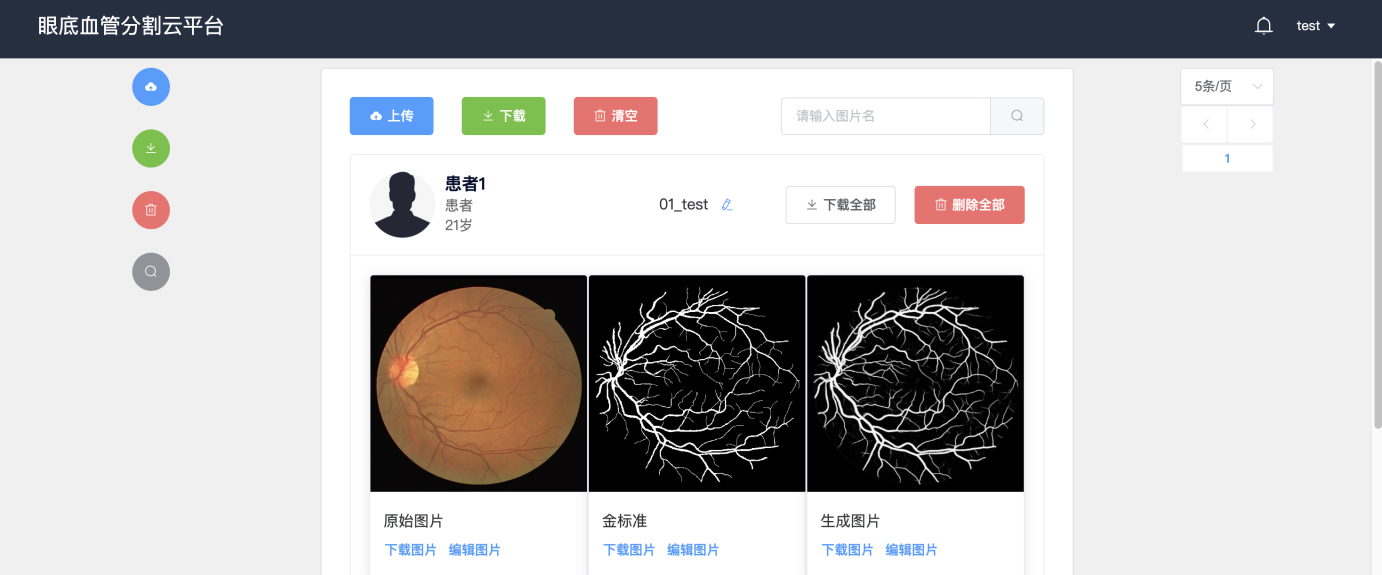 眼底血管分割云平台
test
上传
下载
清空
请输入图片名
5条/页
1
患者1
患者
21岁
01_test
下载全部
删除全部
原始图片
下载图片 编辑图片
金标准
下载图片 编辑图片
生成图片
下载图片 编辑图片